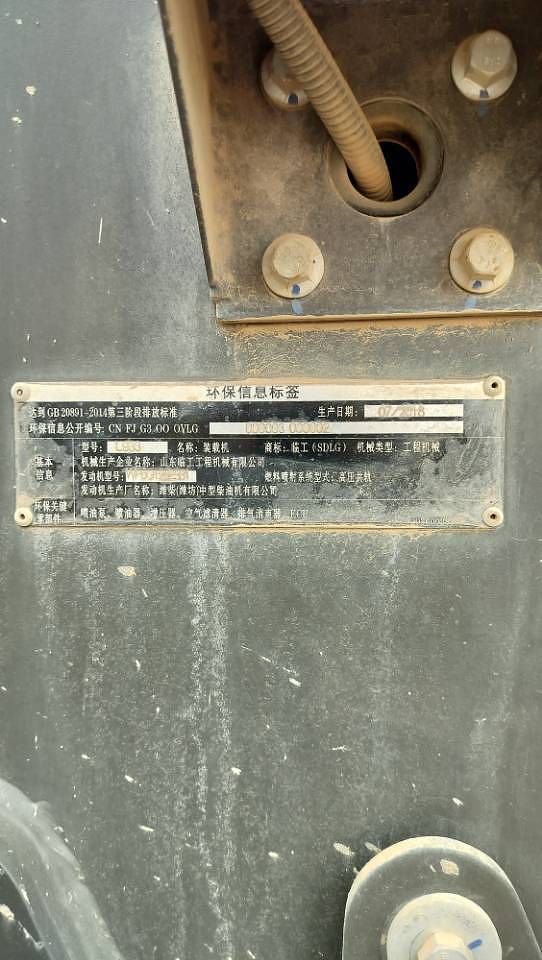 环保信息标签
达到GB 20891-2014第三阶段排放标准 生产日期: 07/2018
环保信息公开编号: CN FJ G3 OO OYLG 000003 000002
基本信息
型号: 名称: 装载机 商标: 临工(SDLG) 机械类型: 工程机械
机械生产企业名称: 山东临工工程机械有限公司
发动机型号: 燃料喷射系统型式: 高压共轨
发动机生产厂名称: 潍柴(潍坊)中型柴油机有限公司
环保关键零部件
喷油泵、喷油器、增压器、空气滤清器、排气消声器、ECU